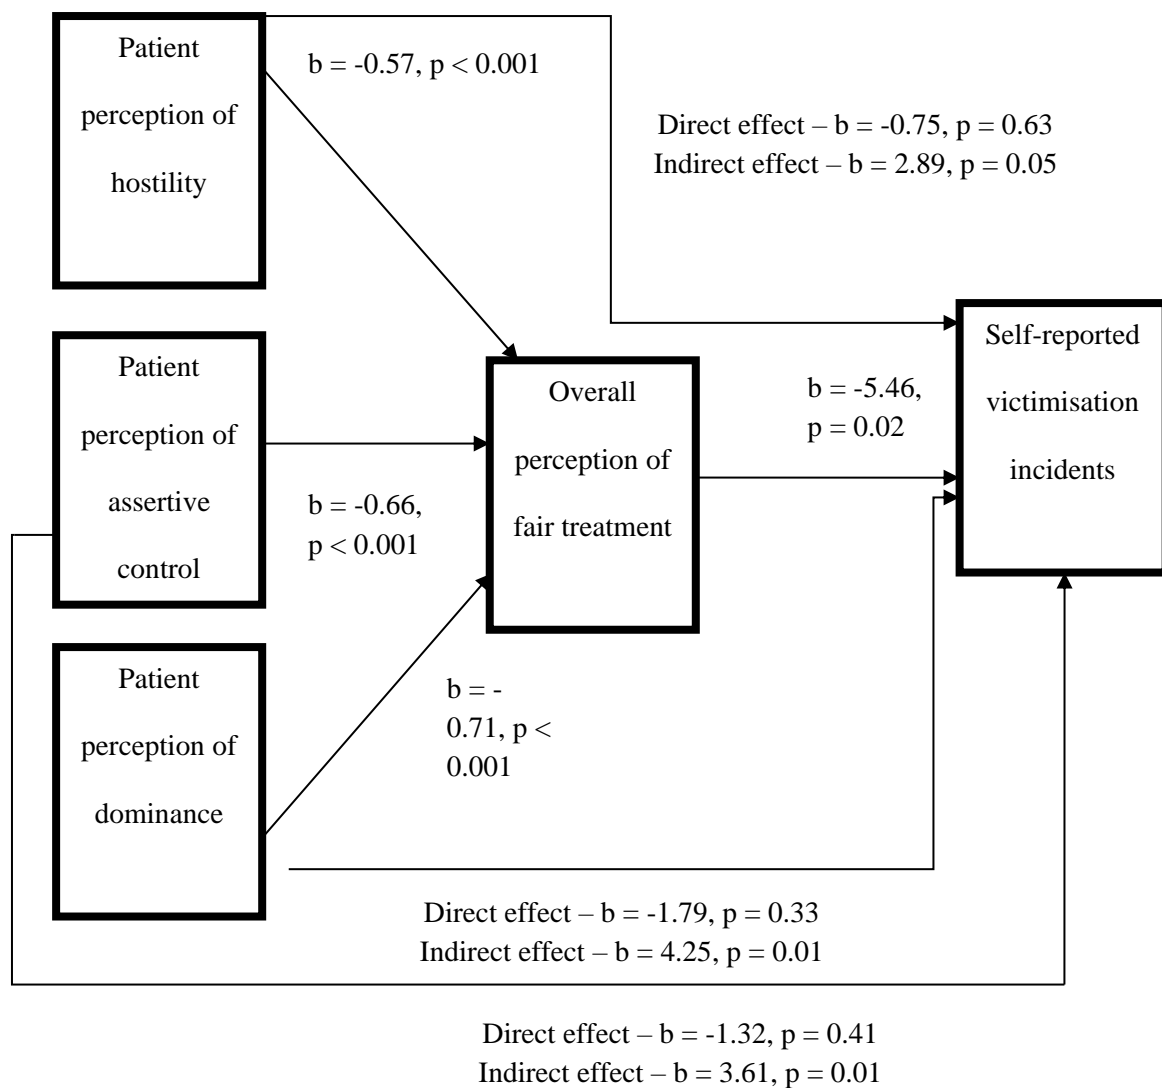 Patient
perception of
hostility
b = -0.57, p < 0.001
Direct effect – b = -0.75, p = 0.63
Indirect effect – b = 2.89, p = 0.05
Patient
perception of
assertive
control
b = -0.66,
p < 0.001
Overall
perception of
fair treatment
b = -5.46,
p = 0.02
Self-reported
victimisation
incidents
Patient
perception of
dominance
b = -
0.71, p <
0.001
Direct effect – b = -1.79, p = 0.33
Indirect effect – b = 4.25, p = 0.01
Direct effect – b = -1.32, p = 0.41
Indirect effect – b = 3.61, p = 0.01